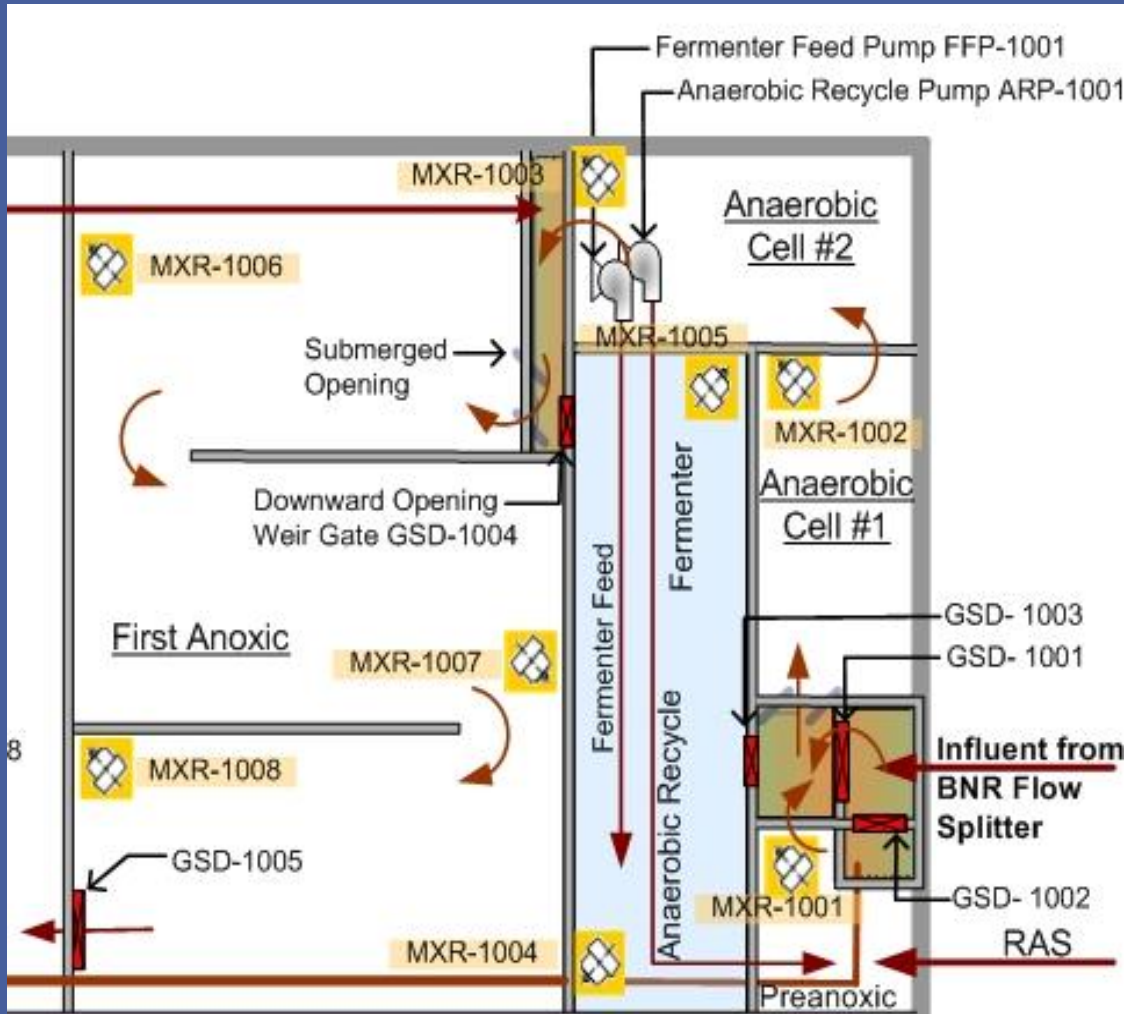 Fermenter Feed Pump FFP-1001
Anaerobic Recycle Pump ARP-1001
MXR-1003
Anaerobic
Cell #2
MXR-1006
MXR-1005
Submerged
Opening
MXR-1002
Anaerobic
Cell #1
Downward Opening
Weir Gate GSD-1004
Fermenter
Fermenter Feed
Anaerobic Recycle
First Anoxic
MXR-1007
GSD- 1003
GSD- 1001
8
MXR-1008
Influent from
BNR Flow
Splitter
GSD-1005
MXR-1001
GSD- 1002
RAS
MXR-1004
Preanoxic